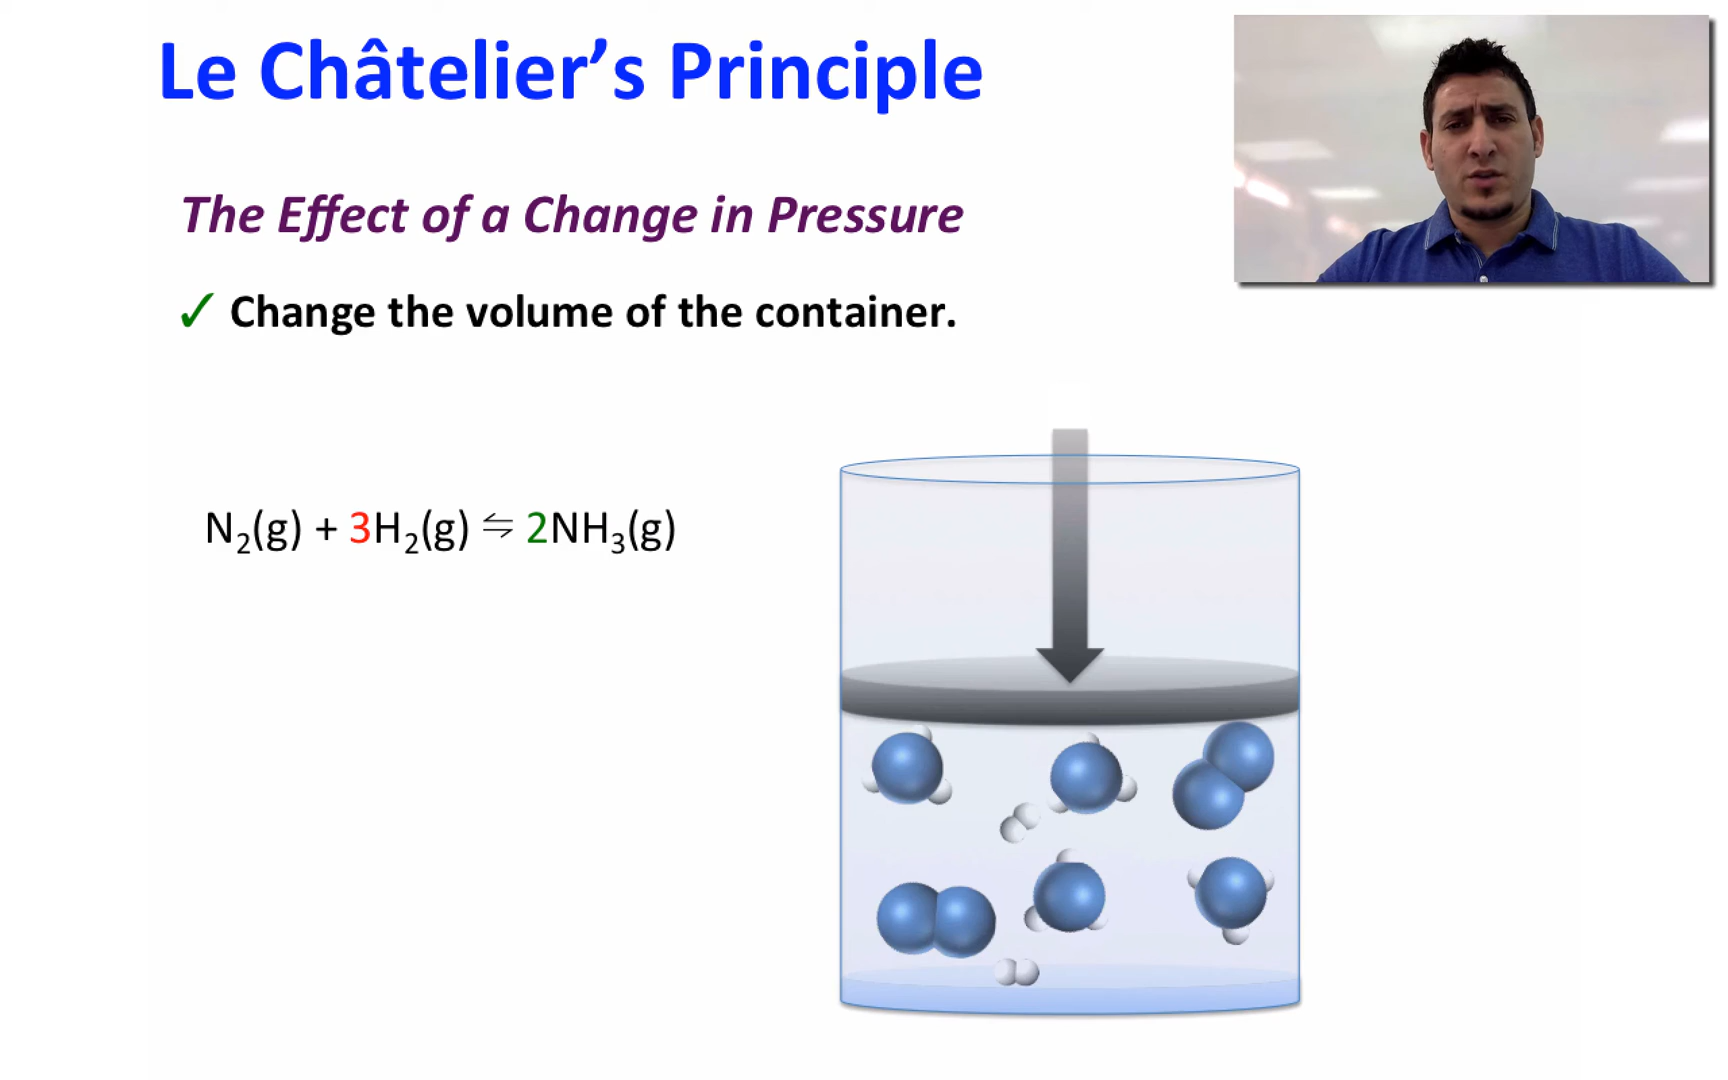 Le Châtelier’s Principle
The Effect of a Change in Pressure
✓ Change the volume of the container.
N₂(g) + 3H₂(g) ⇋ 2NH₃(g)